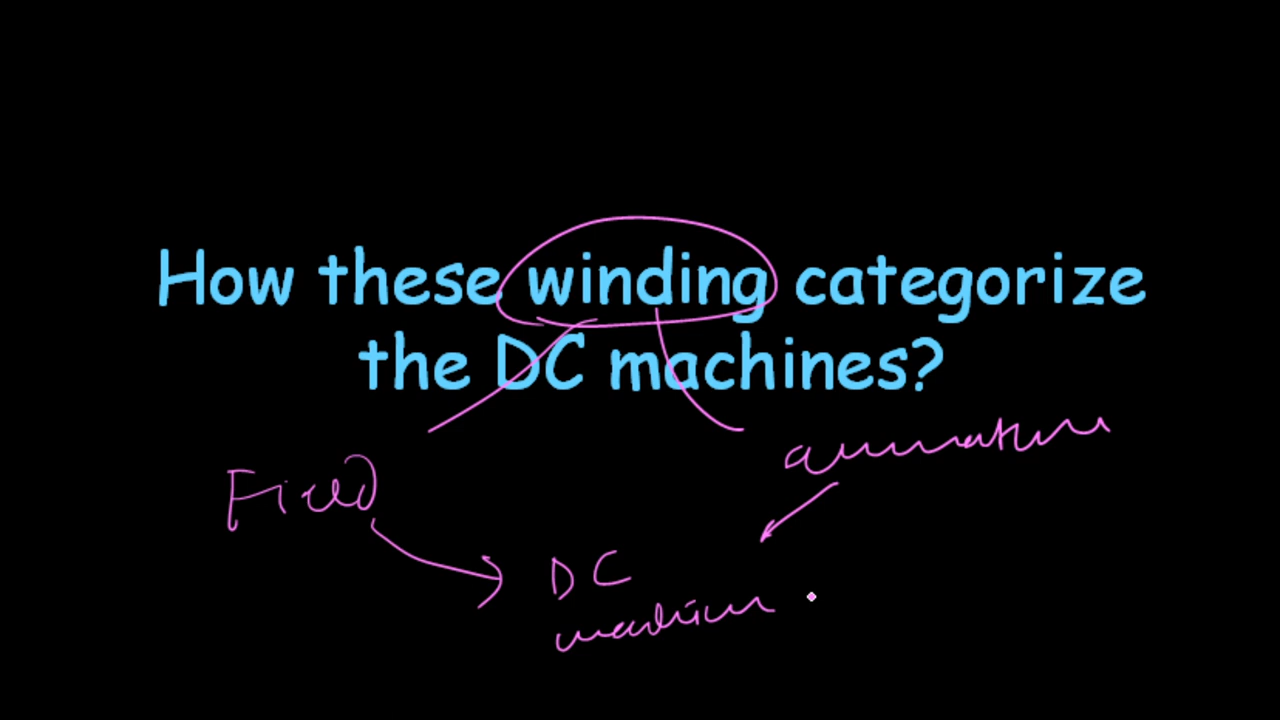 How these winding categorize
the DC machines?
armature
Field
DC
machine